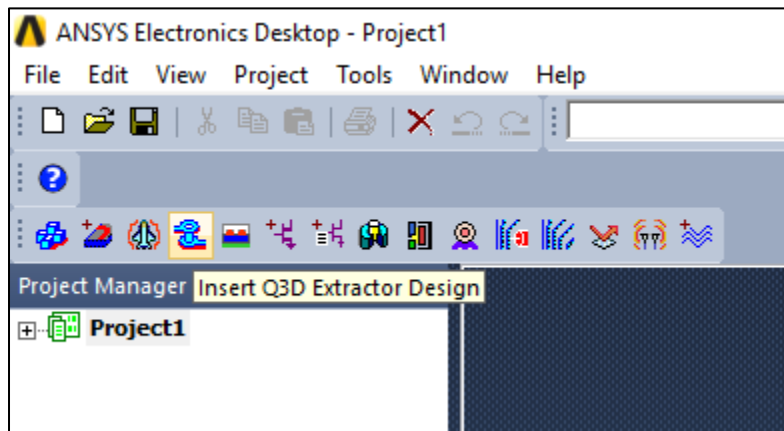 ANSYS Electronics Desktop - Project1
File Edit View Project Tools Window Help
Project Manager Insert Q3D Extractor Design
Project1